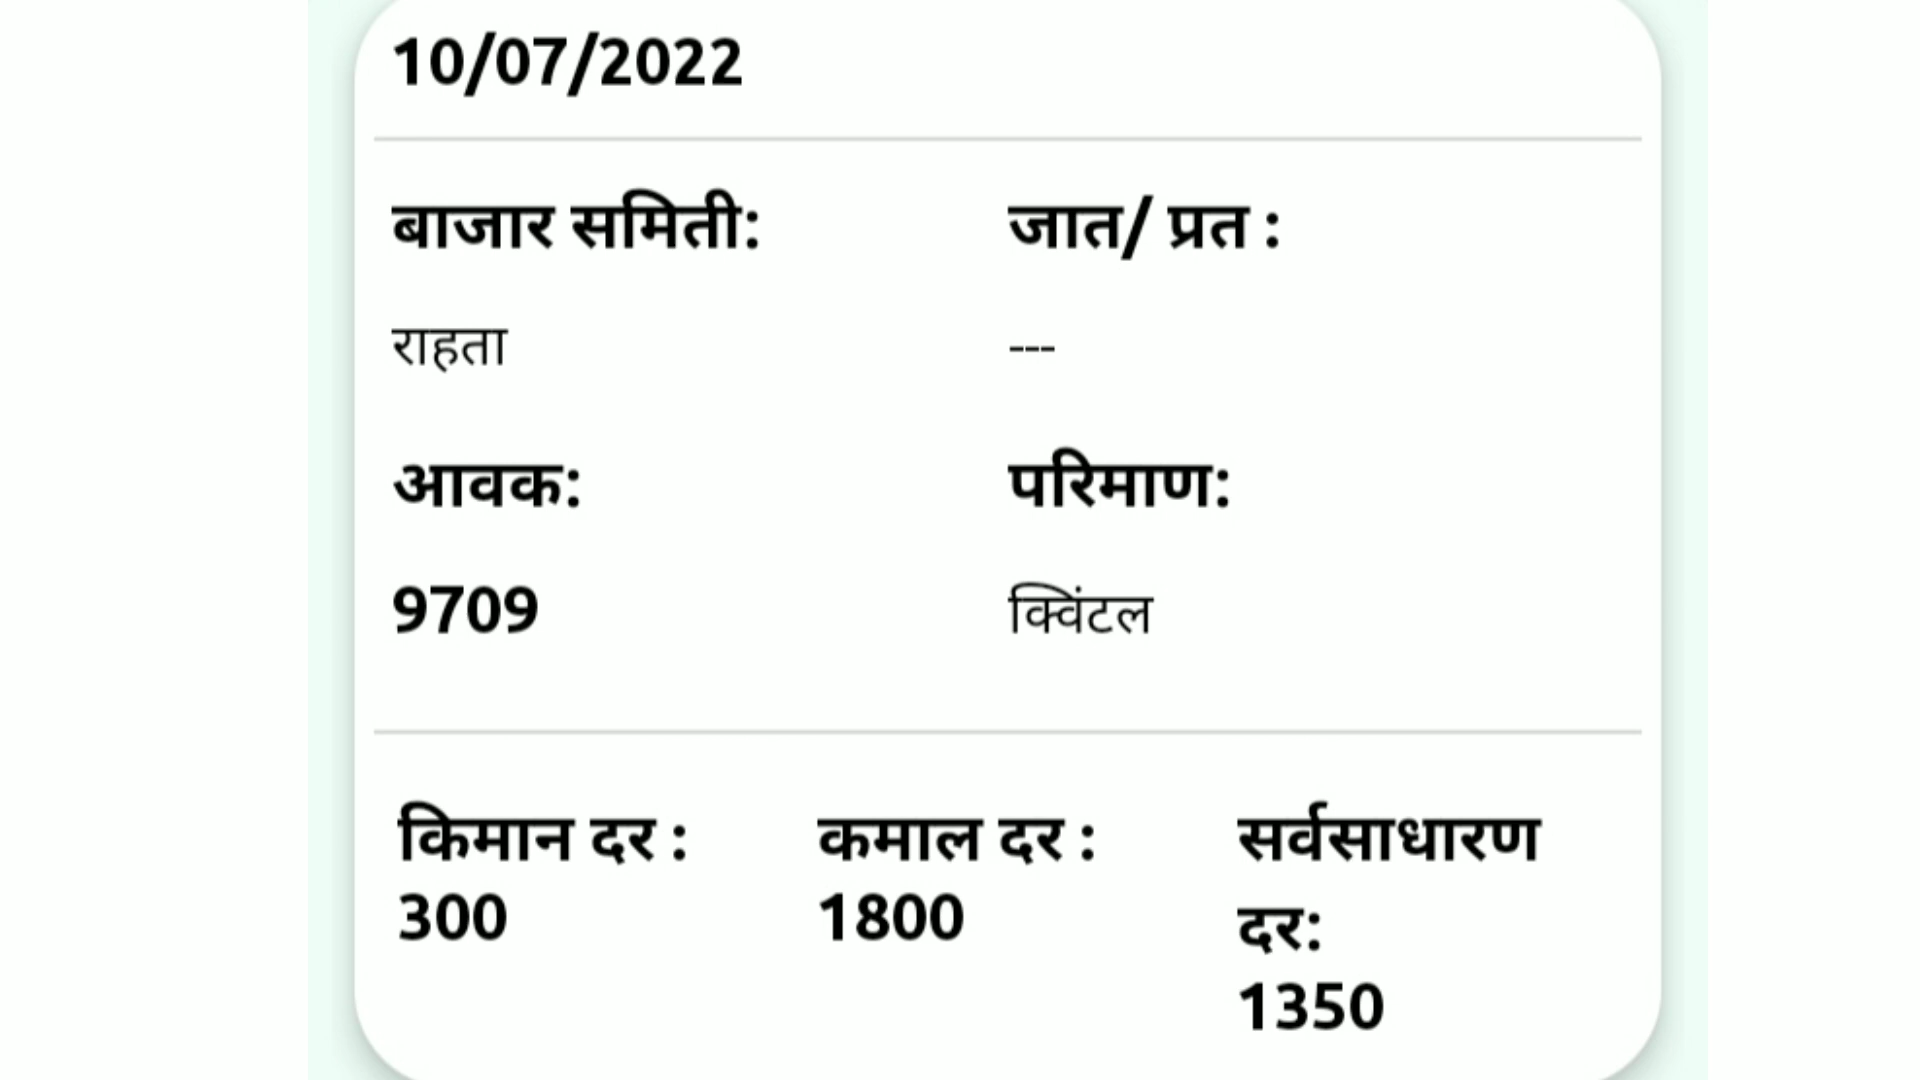 10/07/2022
बाजार समिती: जात/ प्रत :
राहता ---
आवक: परिमाण:
9709 क्विंटल
किमान दर : कमाल दर : सर्वसाधारण
300 1800 दर:
1350